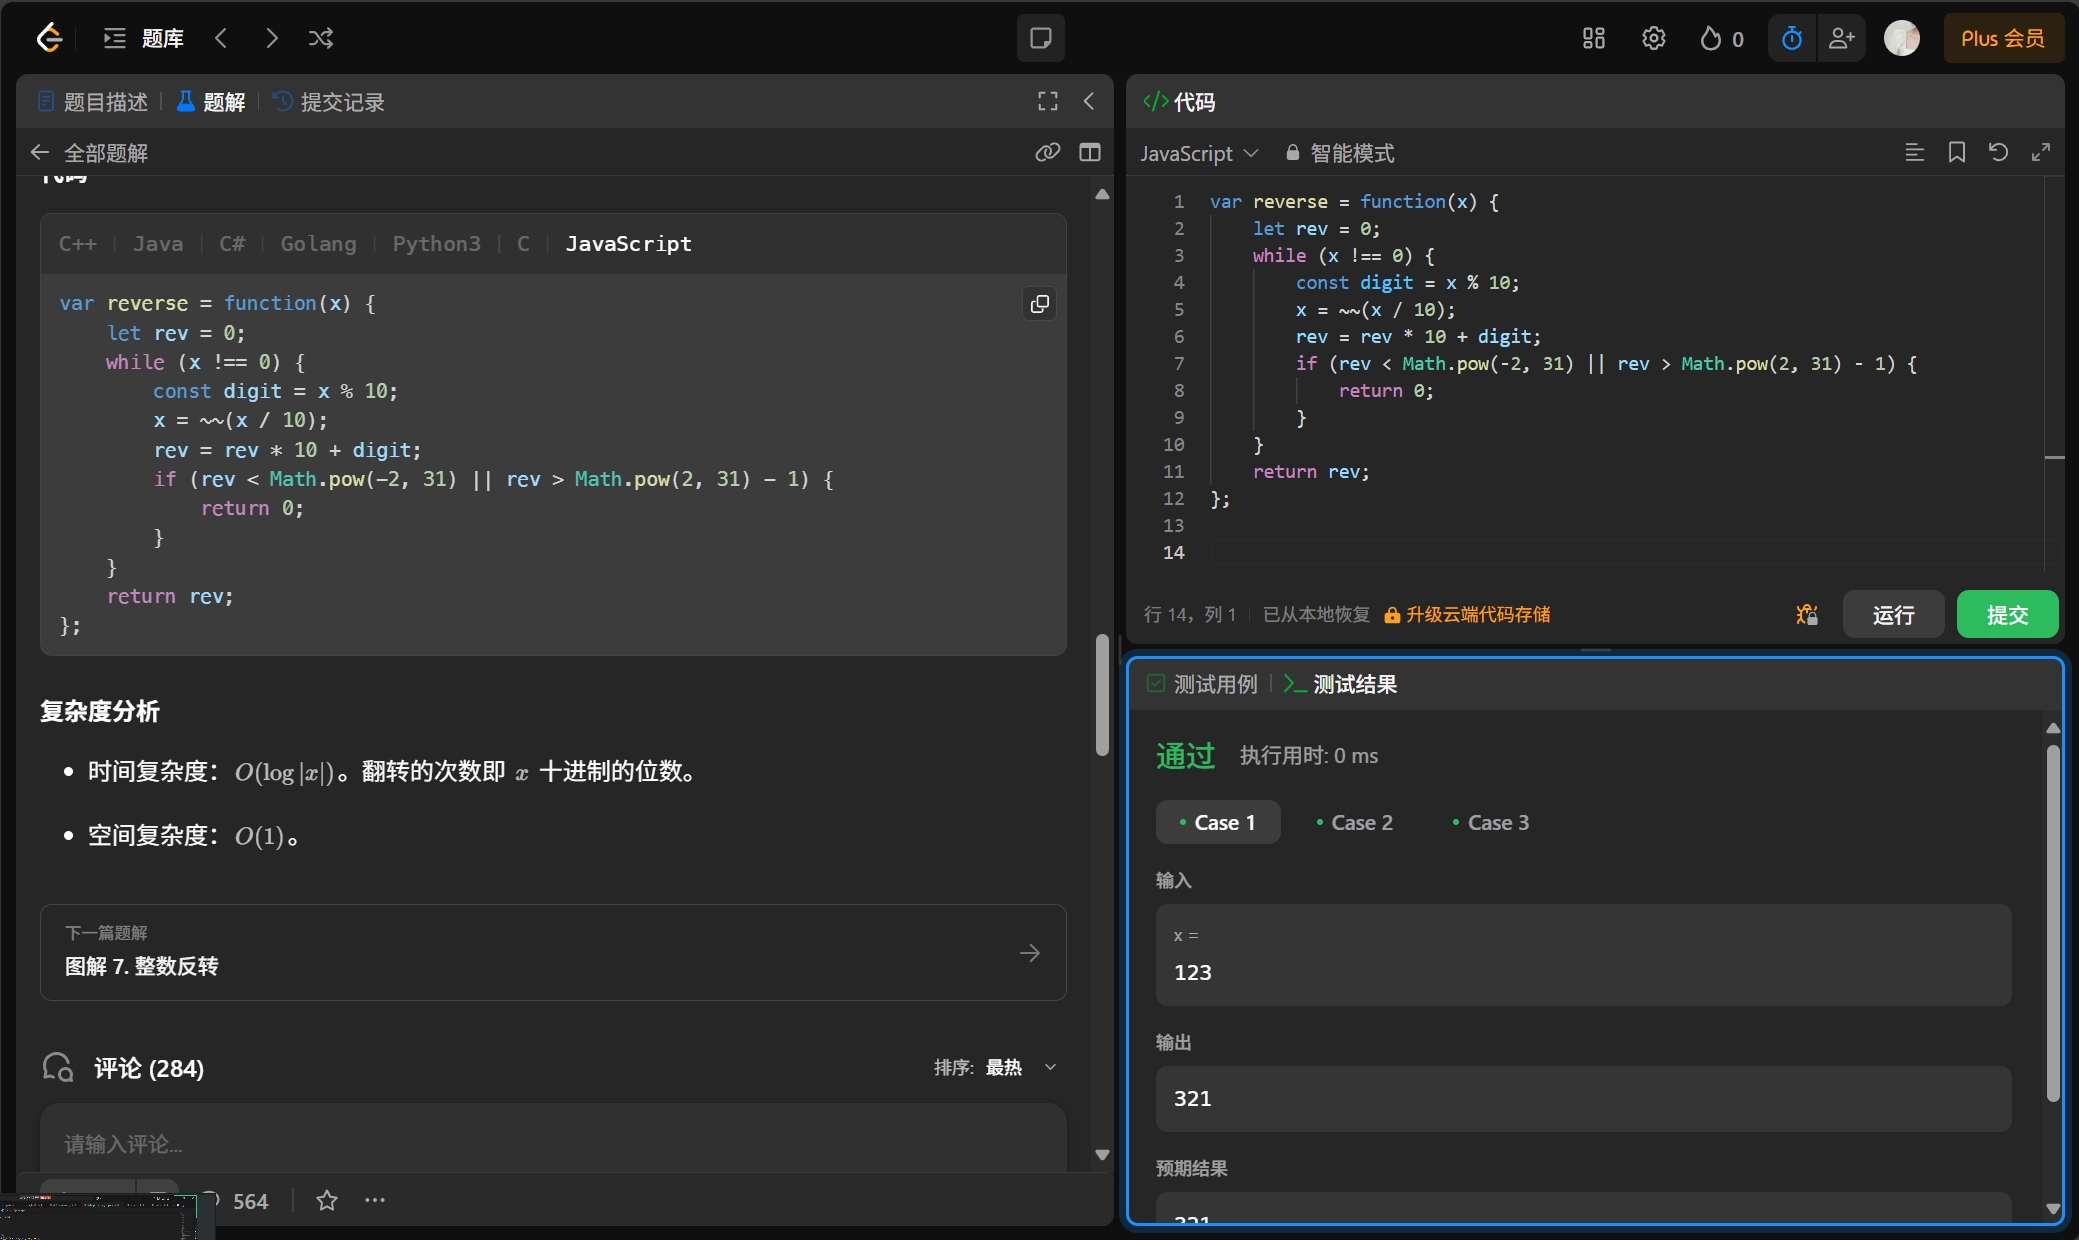 题库
0
Plus 会员
题目描述
题解
提交记录
全部题解
代码
C++
Java
C#
Golang
Python3
C
JavaScript
var reverse = function(x) {
    let rev = 0;
    while (x !== 0) {
        const digit = x % 10;
        x = ~~(x / 10);
        rev = rev * 10 + digit;
        if (rev < Math.pow(-2, 31) || rev > Math.pow(2, 31) - 1) {
            return 0;
        }
    }
    return rev;
};
复杂度分析
时间复杂度：O(log|x|)。翻转的次数即 x 十进制的位数。
空间复杂度：O(1)。
下一篇题解
图解 7. 整数反转
评论 (284)
排序: 最热
请输入评论...
564
</> 代码
JavaScript
智能模式
1 var reverse = function(x) {
2     let rev = 0;
3     while (x !== 0) {
4         const digit = x % 10;
5         x = ~~(x / 10);
6         rev = rev * 10 + digit;
7         if (rev < Math.pow(-2, 31) || rev > Math.pow(2, 31) - 1) {
8             return 0;
9         }
10     }
11     return rev;
12 };
13
14
行 14，列 1
已从本地恢复
升级云端代码存储
运行
提交
测试用例
测试结果
通过
执行用时: 0 ms
Case 1
Case 2
Case 3
输入
x =
123
输出
321
预期结果
321